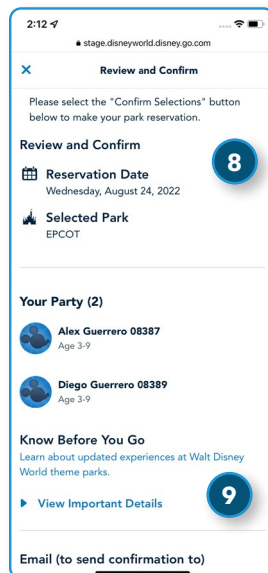 2:12
stage.disneyworld.disney.go.com
Review and Confirm
Please select the "Confirm Selections" button
below to make your park reservation.
Review and Confirm
8
Reservation Date
Wednesday, August 24, 2022
Selected Park
EPCOT
Your Party (2)
Alex Guerrero 08387
Age 3-9
Diego Guerrero 08389
Age 3-9
Know Before You Go
Learn about updated experiences at Walt Disney
World theme parks.
9
View Important Details
Email (to send confirmation to)